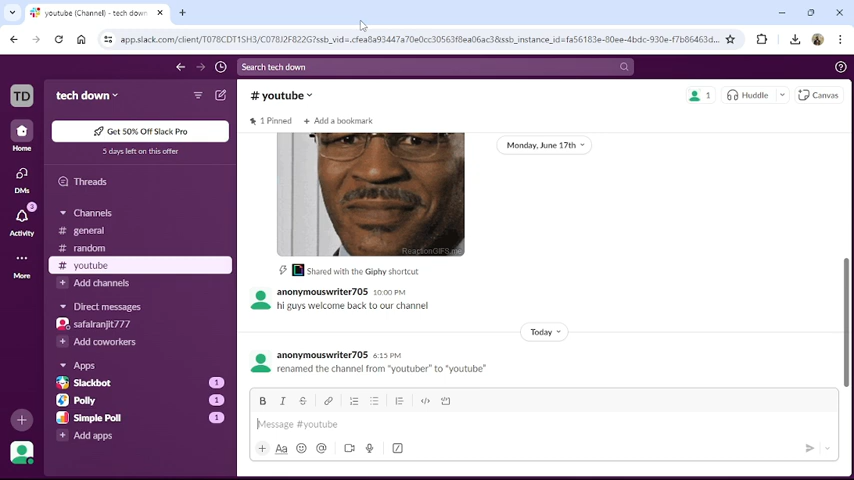 youtube (Channel) - tech down
app.slack.com/client/T078CDT1SH3/C078J2F822G?ssb_vid=.cfea8a93447a70e0cc30563f8ea06ac3&ssb_instance_id=fa56183e-80ee-4bdc-930e-f7b86463d...
Search tech down
TD
Home
DMs
3
Activity
More
tech down
Get 50% Off Slack Pro
5 days left on this offer
Threads
Channels
# general
# random
# youtube
+ Add channels
Direct messages
safalranjit777
+ Add coworkers
Apps
Slackbot 1
Polly 1
Simple Poll 1
+ Add apps
# youtube
1
Huddle
Canvas
1 Pinned
+ Add a bookmark
Monday, June 17th
ReactionGIFS.me
Shared with the Giphy shortcut
anonymouswriter705 10:00 PM
hi guys welcome back to our channel
Today
anonymouswriter705 6:15 PM
renamed the channel from “youtuber” to “youtube”
B I S
Message #youtube
Aa